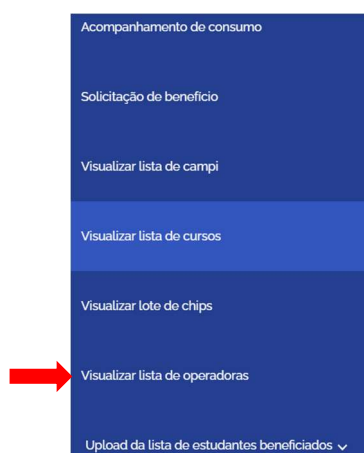 Acompanhamento de consumo
Solicitação de benefício
Visualizar lista de campi
Visualizar lista de cursos
Visualizar lote de chips
Visualizar lista de operadoras
Upload da lista de estudantes beneficiados